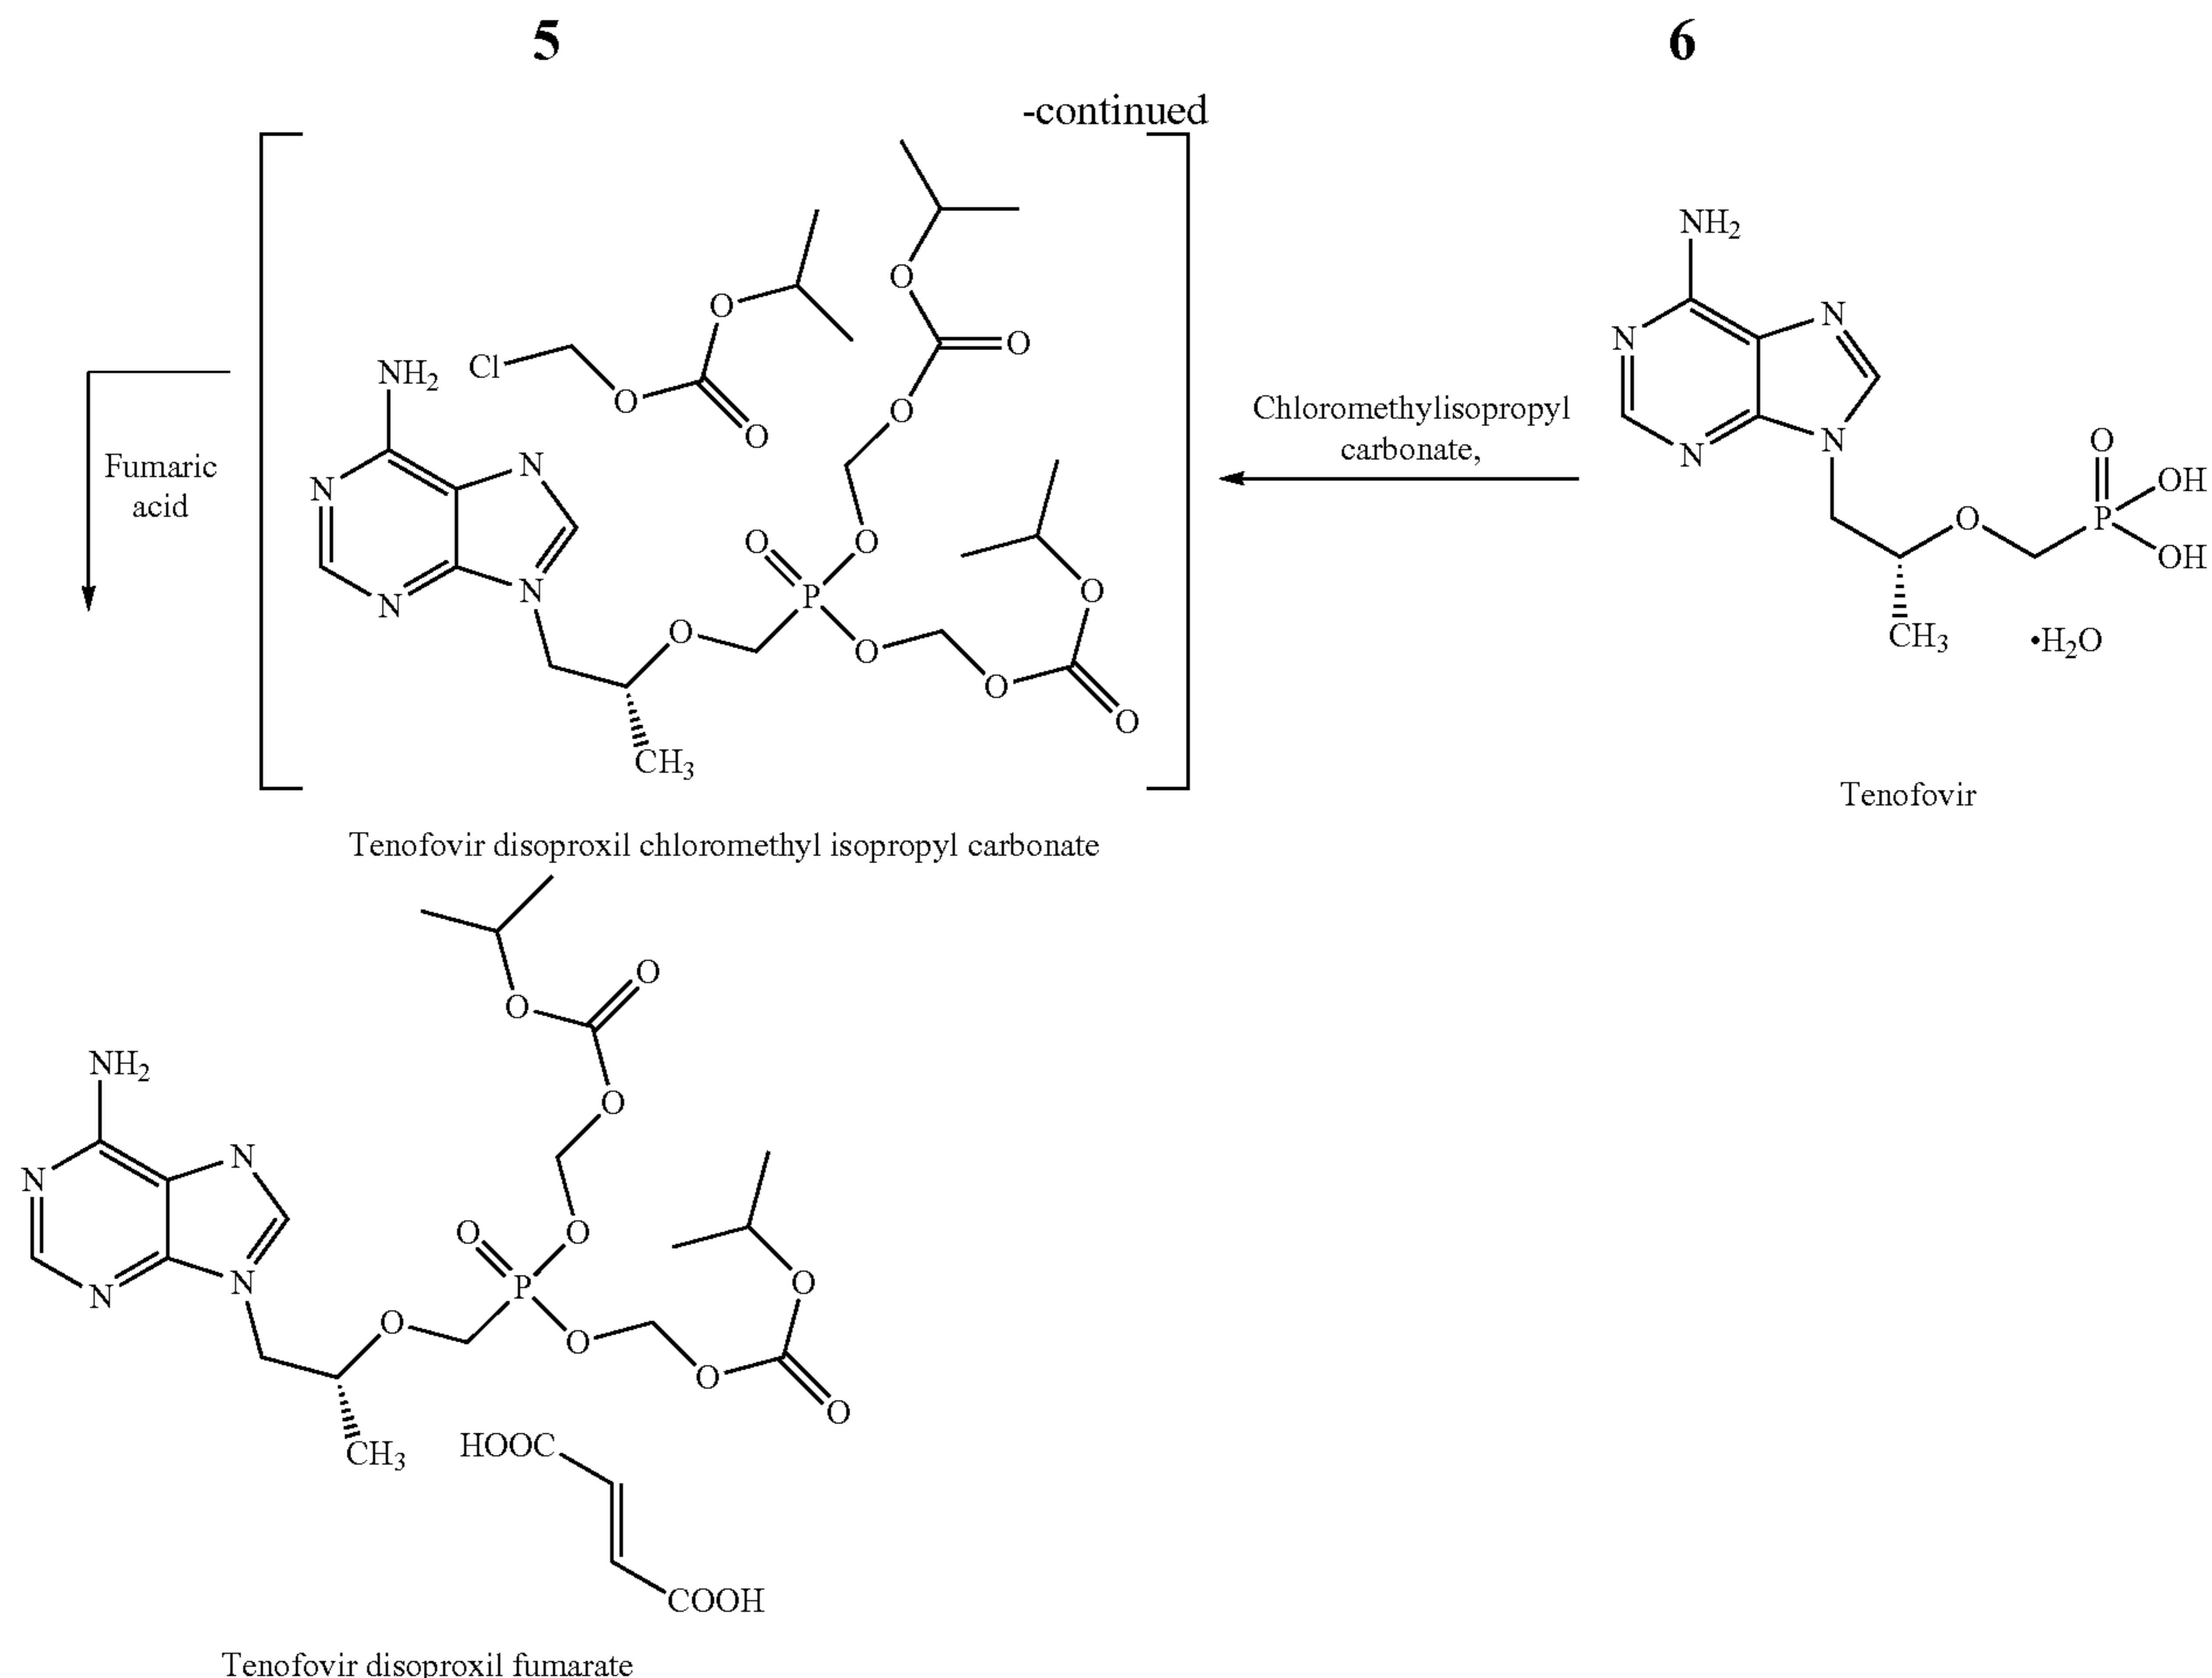 5
6
-continued
NH2
N
N
N
N
O
OH
P
OH
O
CH3
•H2O
Tenofovir
Chloromethylisopropyl
carbonate,
O
O
O
Cl
O
O
O
NH2
N
N
N
N
O
O
P
O
O
O
O
O
CH3
Tenofovir disoproxil chloromethyl isopropyl carbonate
Fumaric
acid
O
O
O
NH2
N
N
N
N
O
O
P
O
O
O
O
O
CH3
HOOC
COOH
Tenofovir disoproxil fumarate